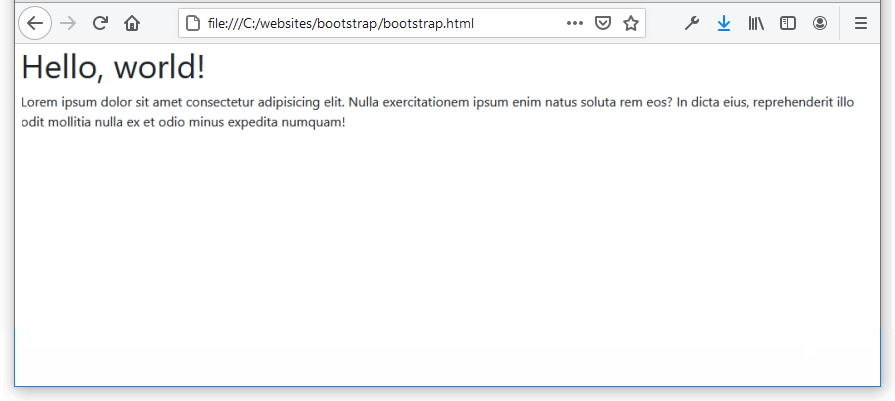 file:///C:/websites/bootstrap/bootstrap.html
Hello, world!
Lorem ipsum dolor sit amet consectetur adipisicing elit. Nulla exercitationem ipsum enim natus soluta rem eos? In dicta eius, reprehenderit illo
odit mollitia nulla ex et odio minus expedita numquam!